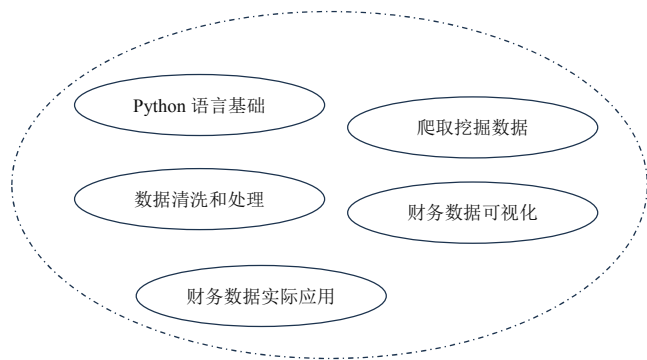 Python 语言基础
爬取挖掘数据
数据清洗和处理
财务数据可视化
财务数据实际应用